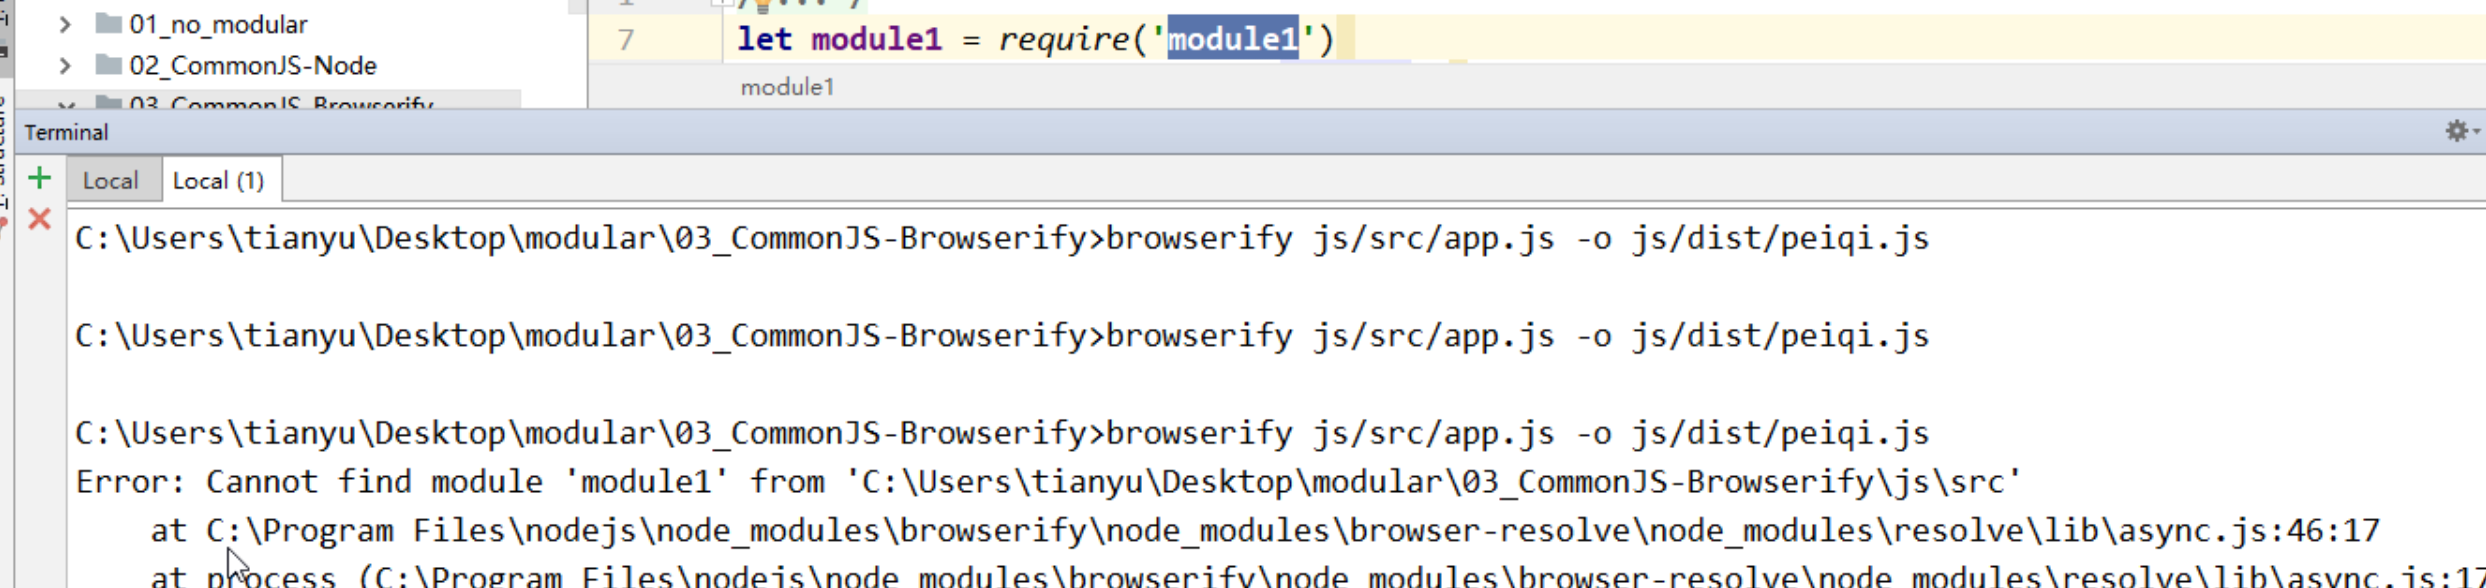 01_no_modular
02_CommonJS-Node
03_CommonJS_Browserify
7 let module1 = require('module1')
module1
Terminal
Local Local (1)
C:\Users\tianyu\Desktop\modular\03_CommonJS-Browserify>browserify js/src/app.js -o js/dist/peiqi.js
C:\Users\tianyu\Desktop\modular\03_CommonJS-Browserify>browserify js/src/app.js -o js/dist/peiqi.js
C:\Users\tianyu\Desktop\modular\03_CommonJS-Browserify>browserify js/src/app.js -o js/dist/peiqi.js
Error: Cannot find module 'module1' from 'C:\Users\tianyu\Desktop\modular\03_CommonJS-Browserify\js\src'
at C:\Program Files\nodejs\node_modules\browserify\node_modules\browser-resolve\node_modules\resolve\lib\async.js:46:17
at process (C:\Program Files\nodejs\node_modules\browserify\node_modules\browser-resolve\node_modules\resolve\lib\async.js:17